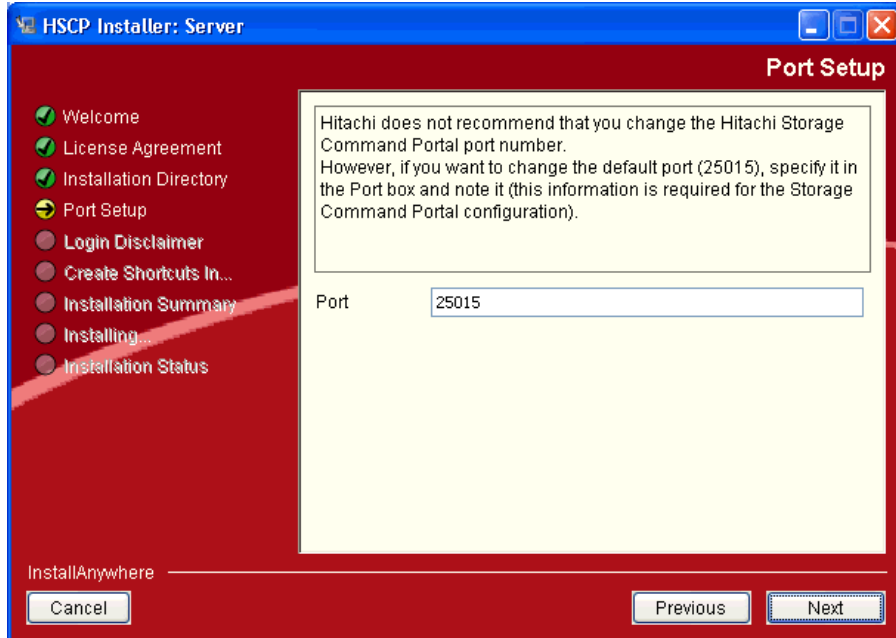 HSCP Installer: Server
Port Setup
Welcome
License Agreement
Installation Directory
Port Setup
Login Disclaimer
Create Shortcuts In...
Installation Summary
Installing...
Installation Status
Hitachi does not recommend that you change the Hitachi Storage
Command Portal port number.
However, if you want to change the default port (25015), specify it in
the Port box and note it (this information is required for the Storage
Command Portal configuration).
Port
25015
InstallAnywhere
Cancel
Previous
Next